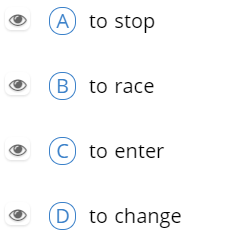 A to stop
B to race
C to enter
D to change